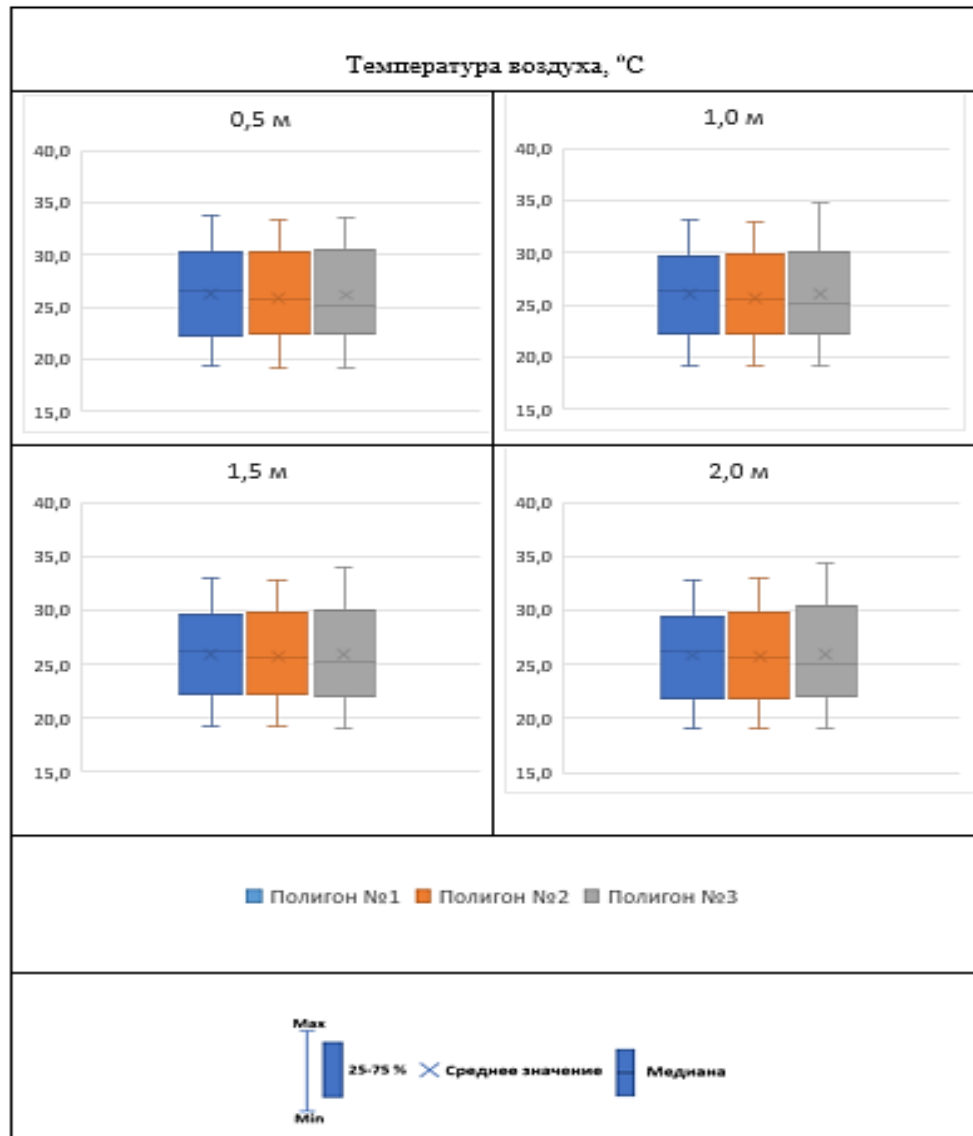 Температура воздуха, °С
0,5 м
40,0
35,0
30,0
25,0
20,0
15,0
1,0 м
40,0
35,0
30,0
25,0
20,0
15,0
1,5 м
40,0
35,0
30,0
25,0
20,0
15,0
2,0 м
40,0
35,0
30,0
25,0
20,0
15,0
Полигон №1 Полигон №2 Полигон №3
Max
25-75 % Среднее значение Медиана
Min